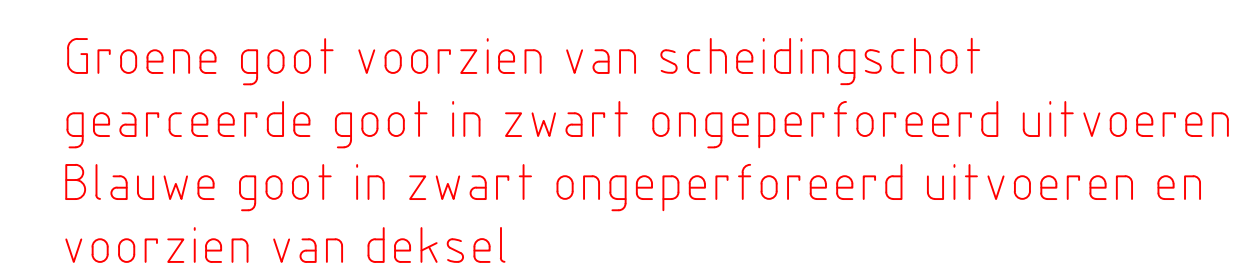 Groene goot voorzien van scheidingschot
gearceerde goot in zwart ongeperforeerd uitvoeren
Blauwe goot in zwart ongeperforeerd uitvoeren en
voorzien van deksel